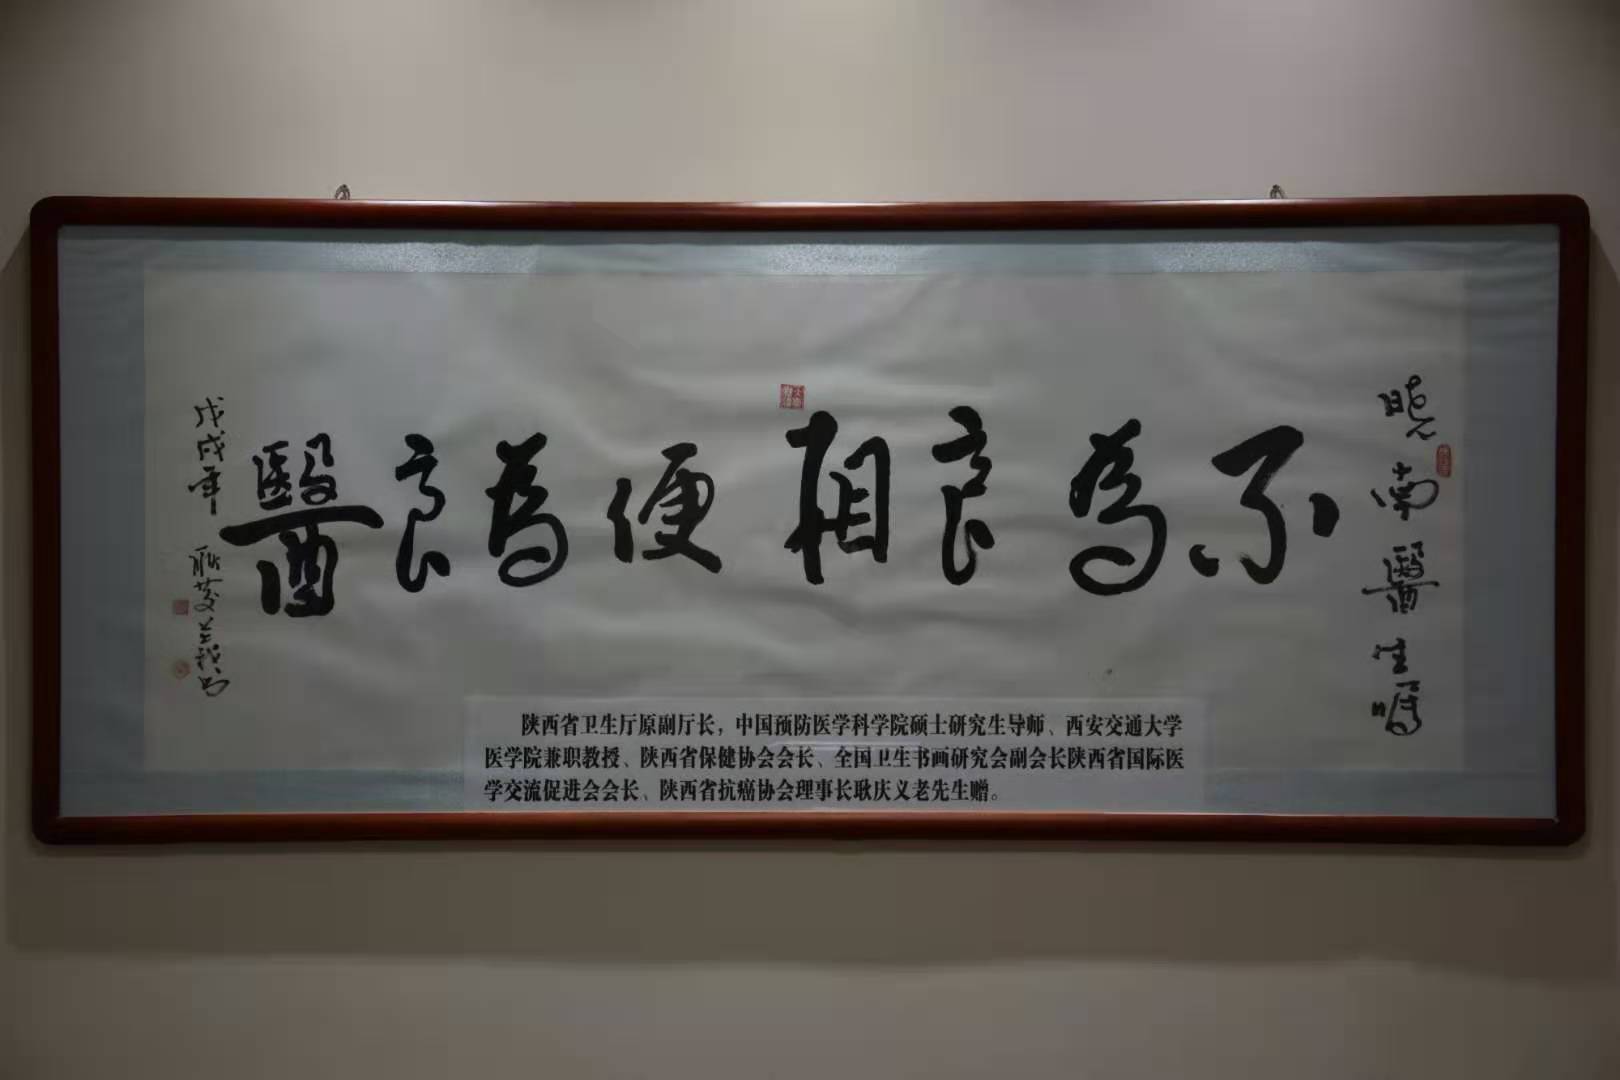 曉南醫生囑
不為良相便為良醫
戊戌年 耿慶義書
陕西省卫生厅原副厅长，中国预防医学科学院硕士研究生导师、西安交通大学
医学院兼职教授、陕西省保健协会会长、全国卫生书画研究会副会长陕西省国际医
学交流促进会会长、陕西省抗癌协会理事长耿庆义老先生赠。